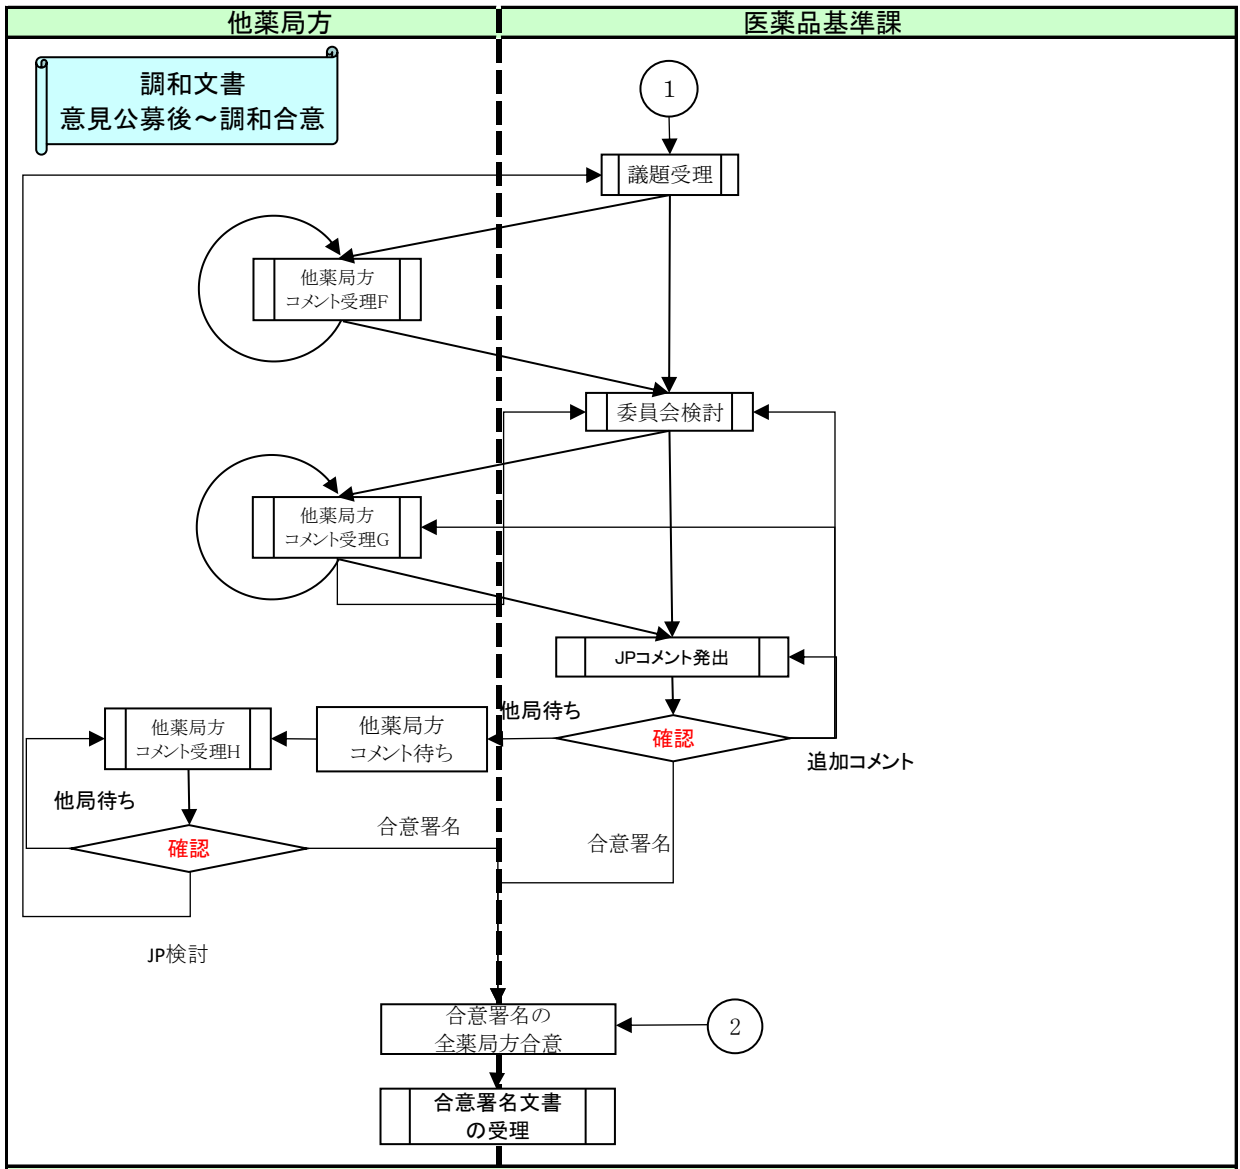 他薬局方
医薬品基準課
調和文書
意見公募後～調和合意
1
議題受理
他薬局方
コメント受理F
委員会検討
他薬局方
コメント受理G
JPコメント発出
他局待ち
確認
追加コメント
他薬局方
コメント待ち
他薬局方
コメント受理H
他局待ち
確認
合意署名
合意署名
JP検討
合意署名の
全薬局方合意
2
合意署名文書
の受理